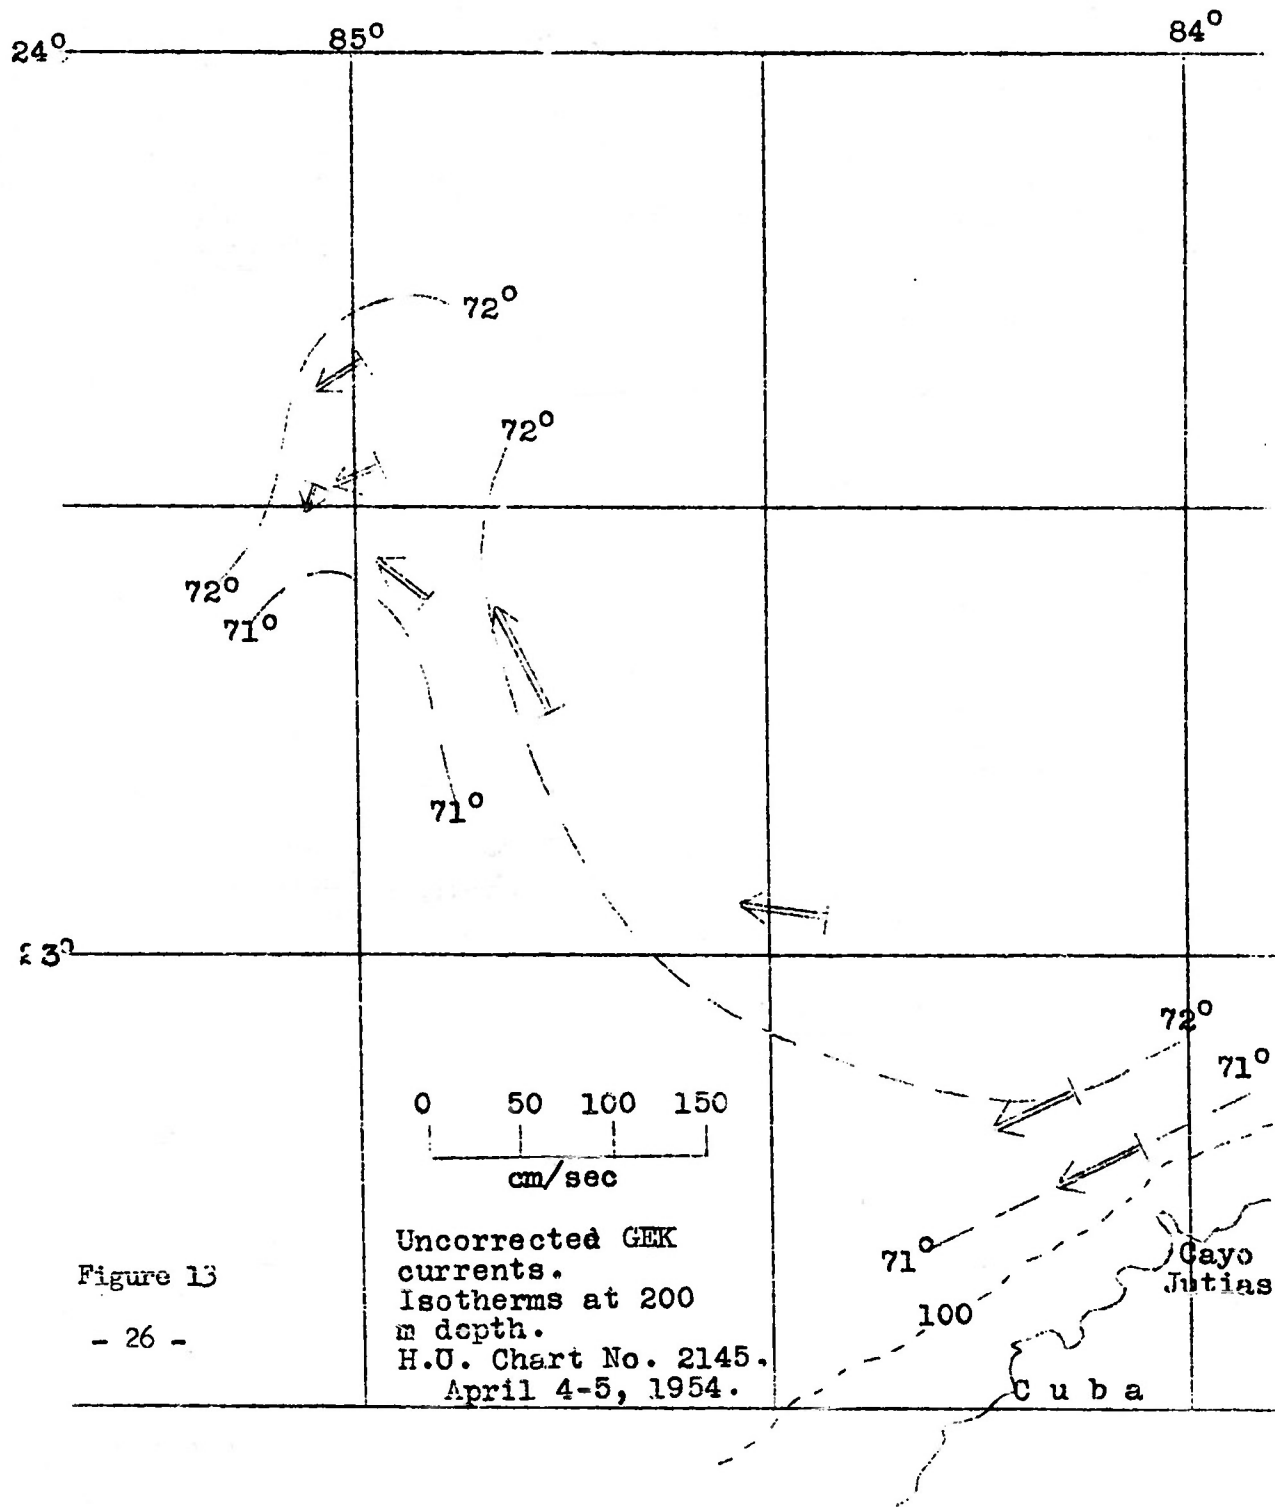 85° 84°
24°
72°
72°
72°
71°
71°
23°
72°
71°
0 50 100 150
cm/sec
71°
100
Cayo
Jutias
Cuba
Uncorrected GEK
currents.
Isotherms at 200
m depth.
H.O. Chart No. 2145.
April 4-5, 1954.
Figure 13
- 26 -